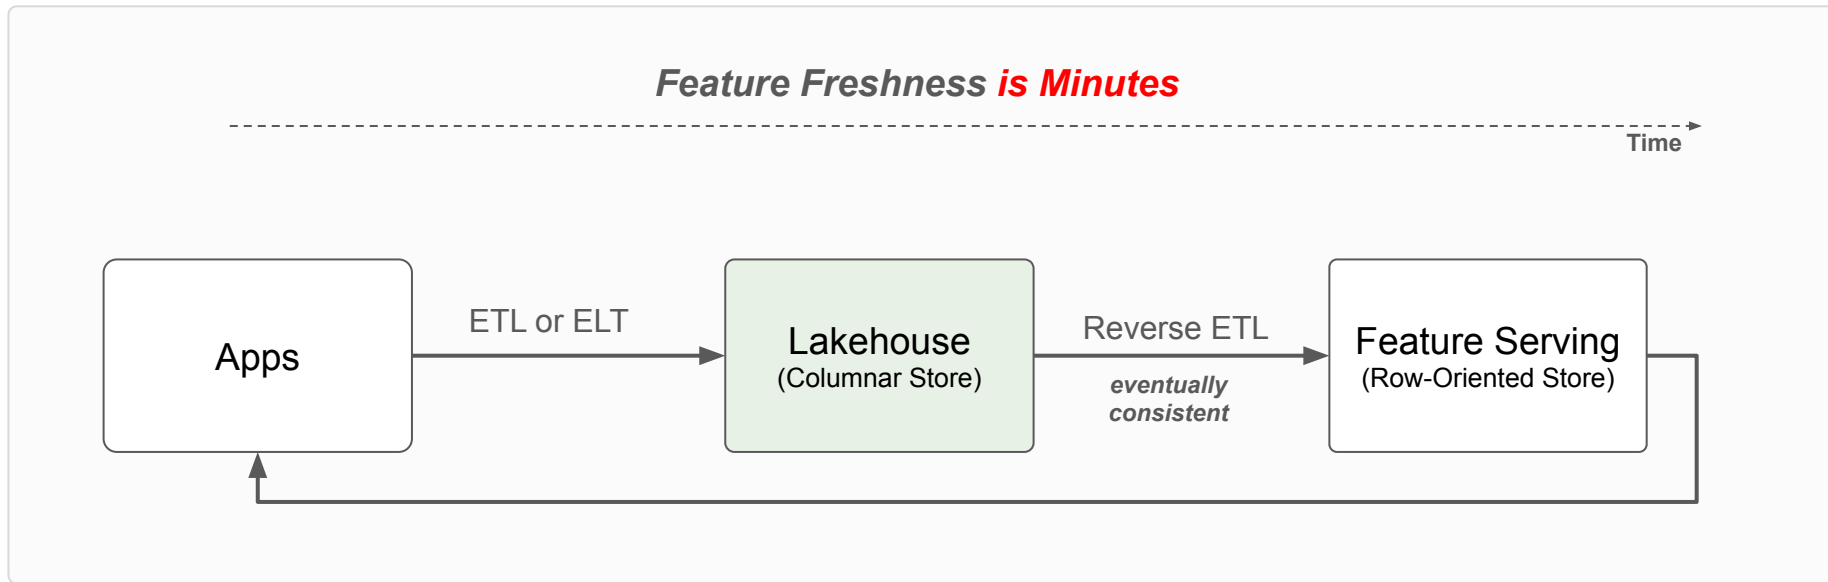 Feature Freshness is Minutes
Time
Apps
ETL or ELT
Lakehouse
(Columnar Store)
Reverse ETL
eventually
consistent
Feature Serving
(Row-Oriented Store)